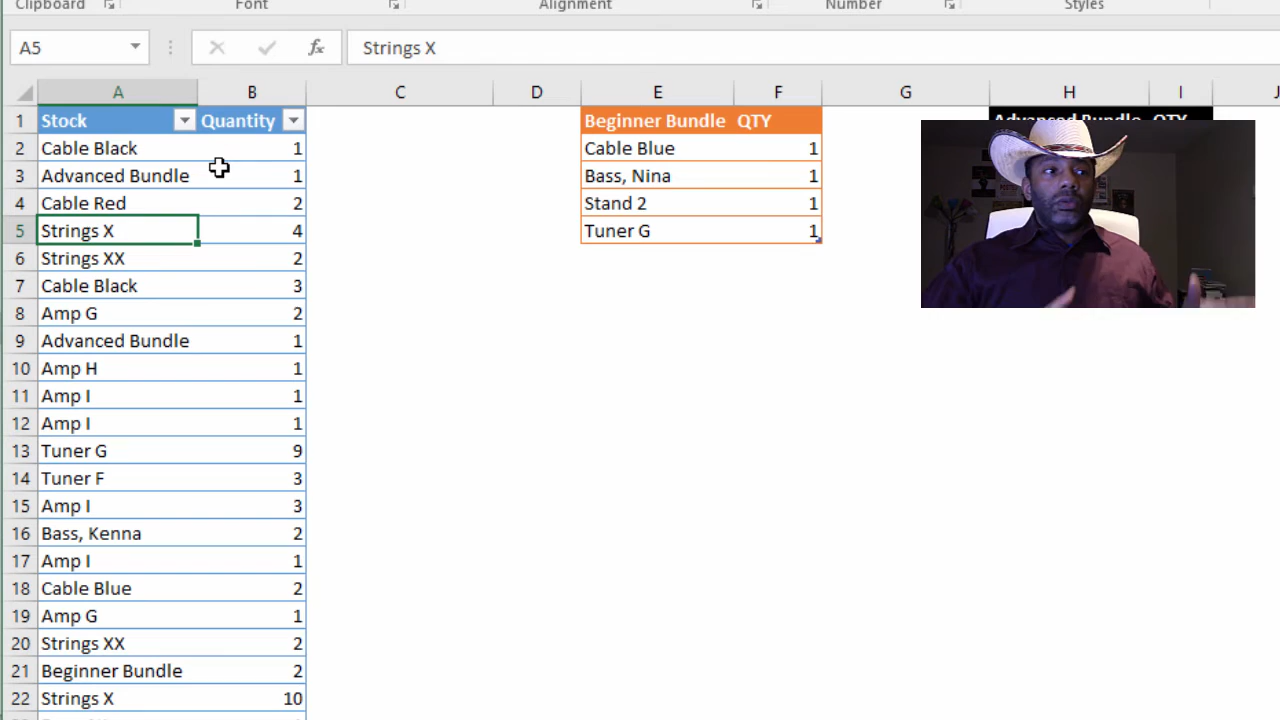 Clipboard Font Alignment Number Styles
A5 fx Strings X
A B C D E F G H I J
1 Stock Quantity Beginner Bundle QTY Advanced Bundle QTY
2 Cable Black 1 Cable Blue 1
3 Advanced Bundle 1 Bass, Nina 1
4 Cable Red 2 Stand 2 1
5 Strings X 4 Tuner G 1
6 Strings XX 2
7 Cable Black 3
8 Amp G 2
9 Advanced Bundle 1
10 Amp H 1
11 Amp I 1
12 Amp I 1
13 Tuner G 9
14 Tuner F 3
15 Amp I 3
16 Bass, Kenna 2
17 Amp I 1
18 Cable Blue 2
19 Amp G 1
20 Strings XX 2
21 Beginner Bundle 2
22 Strings X 10